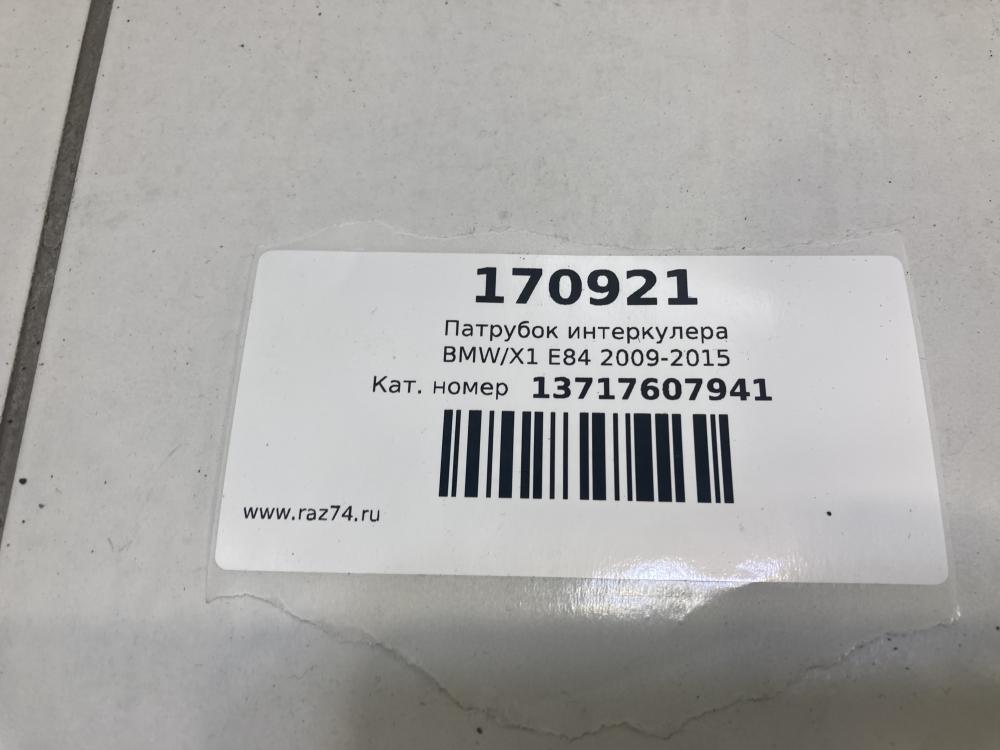 170921
Патрубок интеркулера
BMW/X1 E84 2009-2015
Кат. номер 13717607941
www.raz74.ru